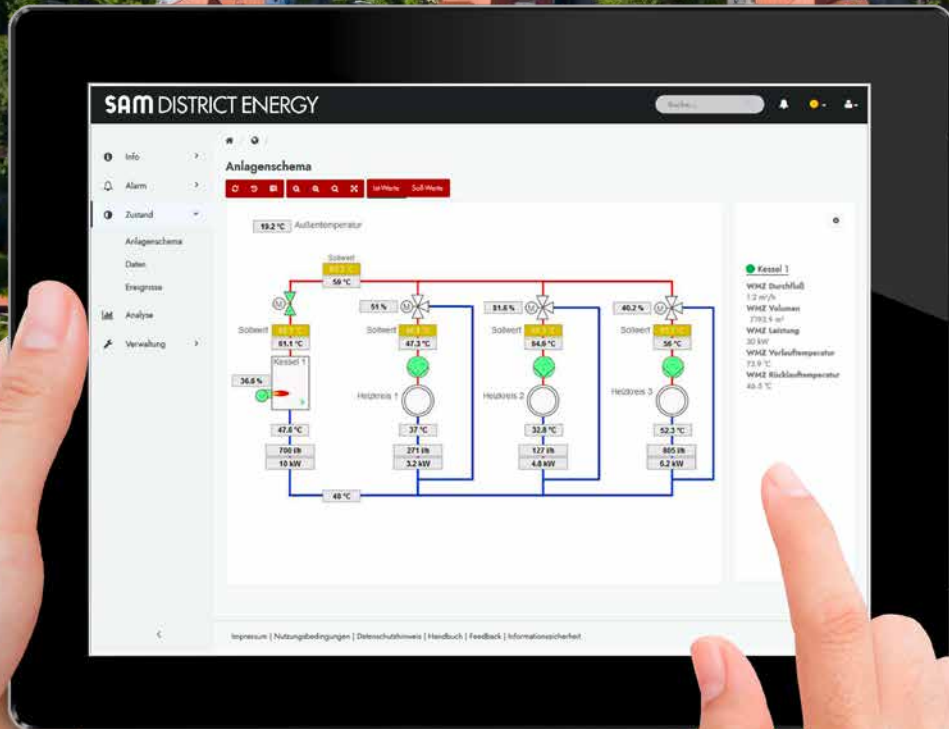 SAM DISTRICT ENERGY
Suche...
Info
Alarm
Zustand
Anlagenschema
Daten
Ereignisse
Analyse
Verwaltung
Anlagenschema
Ist-Werte Soll-Werte
19.2 °C Außentemperatur
Sollwert
59 °C
M
51 %
M
51.5 %
M
40.2 %
M
Sollwert
61.1 °C
Sollwert
47.3 °C
Sollwert
54.6 °C
Sollwert
56 °C
Kessel 1
36.6 %
Heizkreis 1
Heizkreis 2
Heizkreis 3
47.6 °C
37 °C
32.8 °C
52.3 °C
700 l/h
271 l/h
127 l/h
805 l/h
10 kW
3.2 kW
4.8 kW
6.2 kW
48 °C
Kessel 1
WMZ Durchfluß
1.2 m³/h
WMZ Volumen
WMZ Leistung
30 kW
WMZ Vorlauftemperatur
73.9 °C
WMZ Rücklauftemperatur
46.5 °C
Impressum | Nutzungsbedingungen | Datenschutzhinweis | Handbuch | Feedback | Informationssicherheit